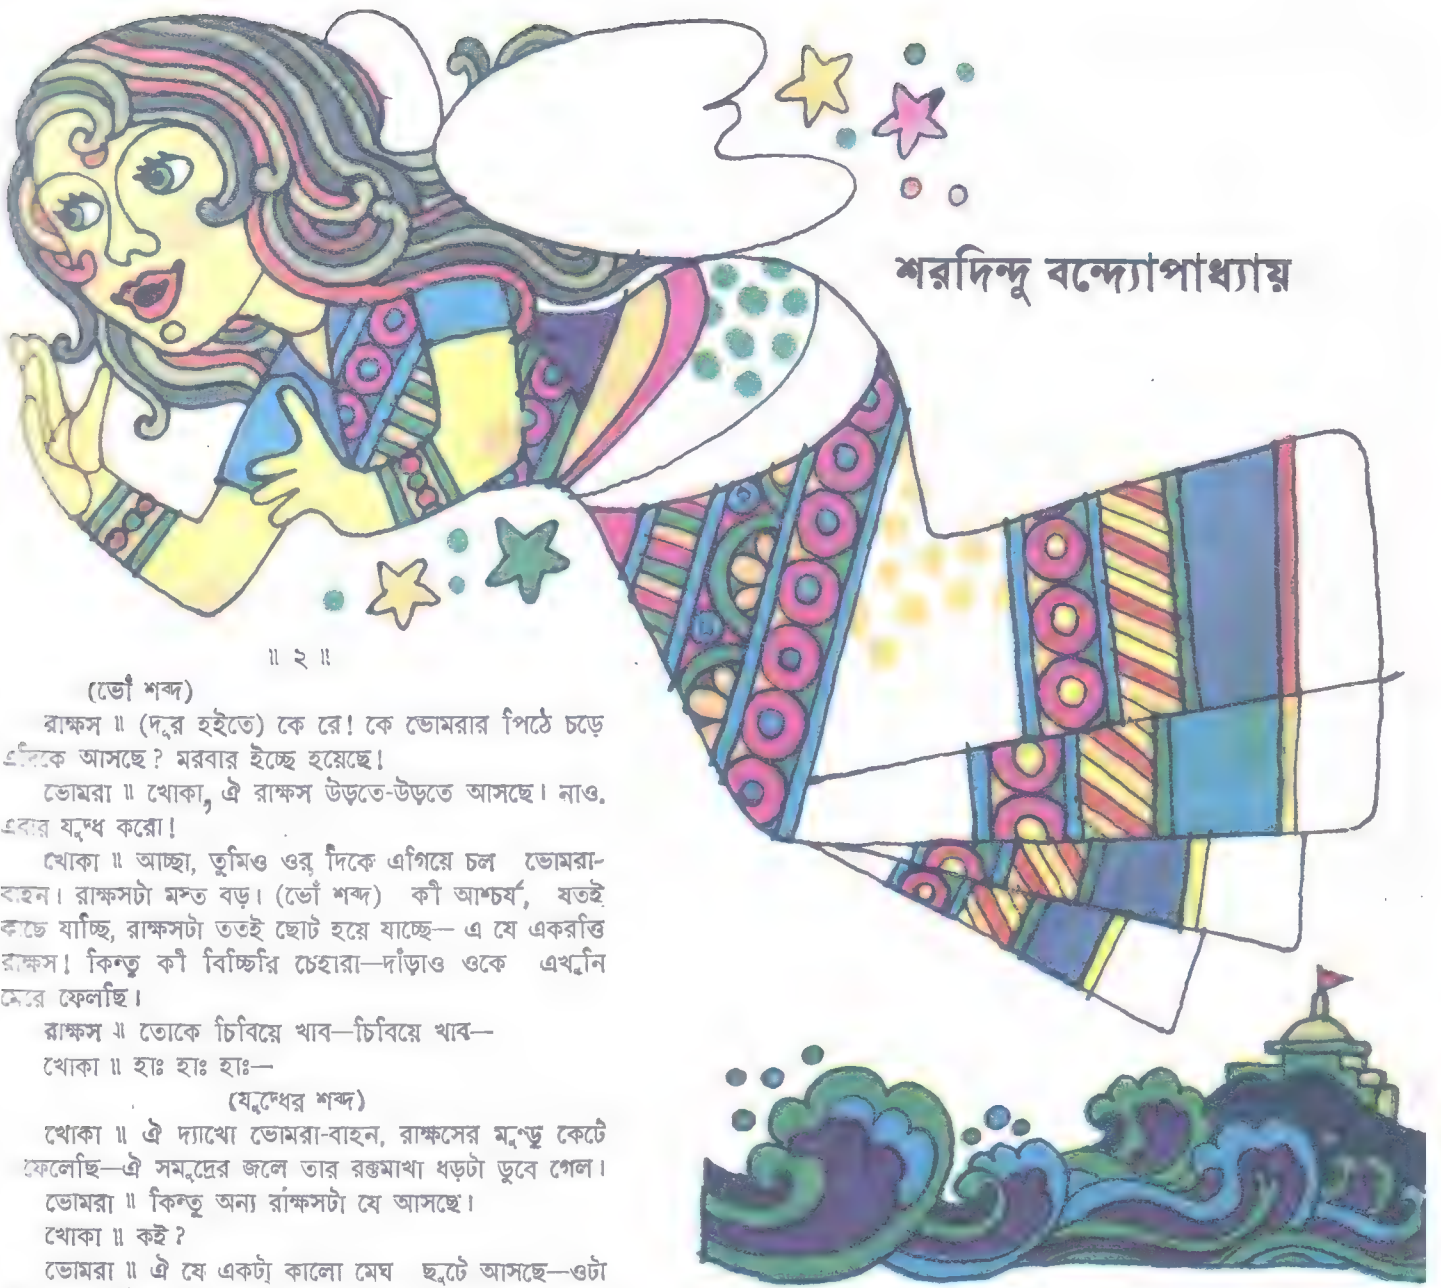 শরদিন্দু বন্দ্যোপাধ্যায়
॥ ২ ॥
(ভোঁ শব্দ)
রাক্ষস ॥ (দূর হইতে) কে রে! কে ভোমরার পিঠে চড়ে
এদিকে আসছে? মরবার ইচ্ছে হয়েছে!
ভোমরা ॥ খোকা, ঐ রাক্ষস উড়তে-উড়তে আসছে। নাও,
এবার যুদ্ধ করো!
খোকা ॥ আচ্ছা, তুমিও ওর দিকে এগিয়ে চল ভোমরা-
বাহন। রাক্ষসটা মস্ত বড়। (ভোঁ শব্দ) কী আশ্চর্য, যতই
কাছে যাচ্ছি, রাক্ষসটা ততই ছোট হয়ে যাচ্ছে— এ যে একরত্তি
রাক্ষস! কিন্তু কী বিচ্ছিরি চেহারা—দাঁড়াও ওকে এখুনি
মেরে ফেলছি।
রাক্ষস ॥ তোকে চিবিয়ে খাব—চিবিয়ে খাব—
খোকা ॥ হাঃ হাঃ হাঃ—
(যুদ্ধের শব্দ)
খোকা ॥ ঐ দ্যাখো ভোমরা-বাহন, রাক্ষসের মুণ্ডু কেটে
ফেলেছি—ঐ সমুদ্রের জলে তার রক্তমাখা ধড়টা ডুবে গেল।
ভোমরা ॥ কিন্তু অন্য রাক্ষসটা যে আসছে।
খোকা ॥ কই?
ভোমরা ॥ ঐ যে একটা কালো মেঘ ছুটে আসছে—ওটা